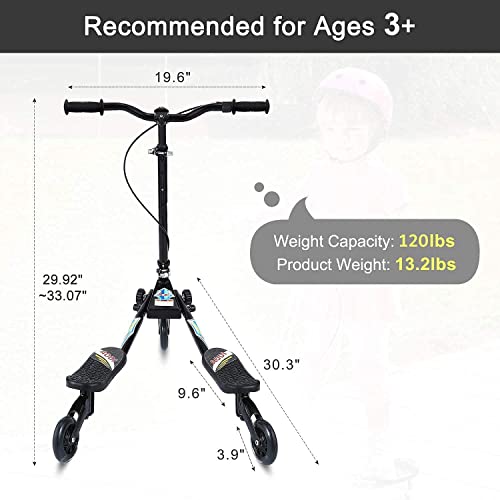 Recommended for Ages 3+
19.6"
Weight Capacity: 120lbs
Product Weight: 13.2lbs
29.92"
~33.07"
30.3"
9.6"
3.9"